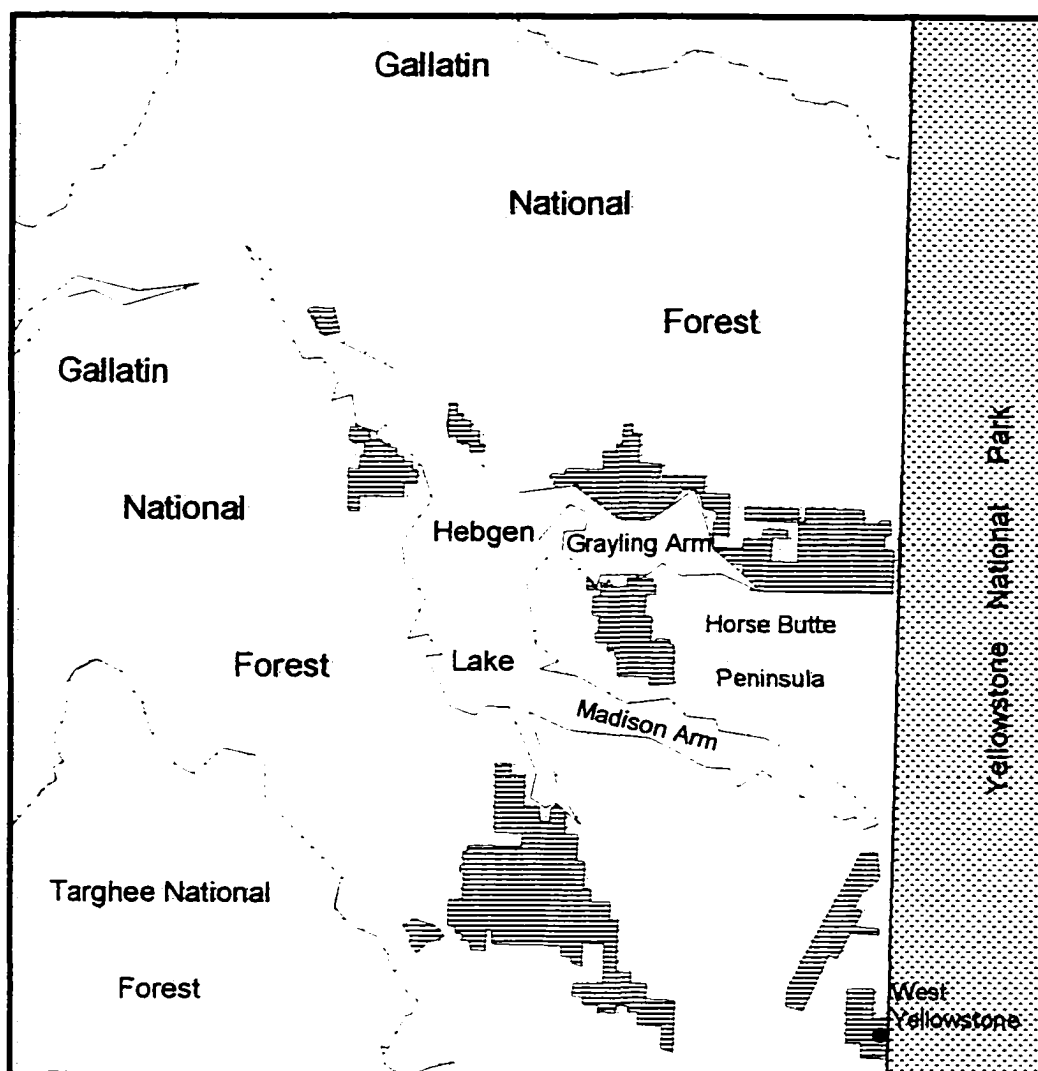 Gallatin
National
Forest
Gallatin
National
Forest
Hebgen
Lake
Grayling Arm
Horse Butte
Peninsula
Madison Arm
Targhee National
Forest
West
Yellowstone
Yellowstone National Park